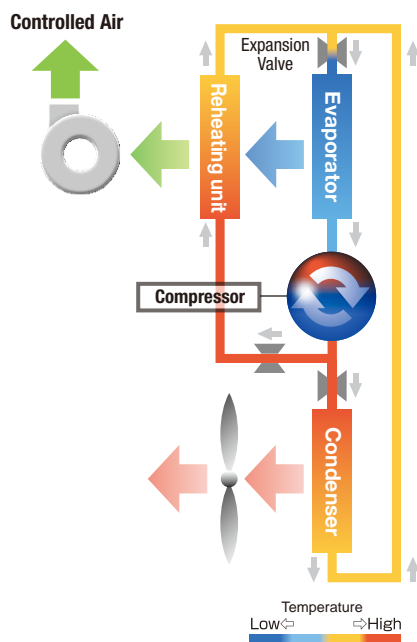 Controlled Air
Expansion
Valve
Reheating unit
Evaporator
Compressor
Condenser
Temperature
Low⇦ ⇨High